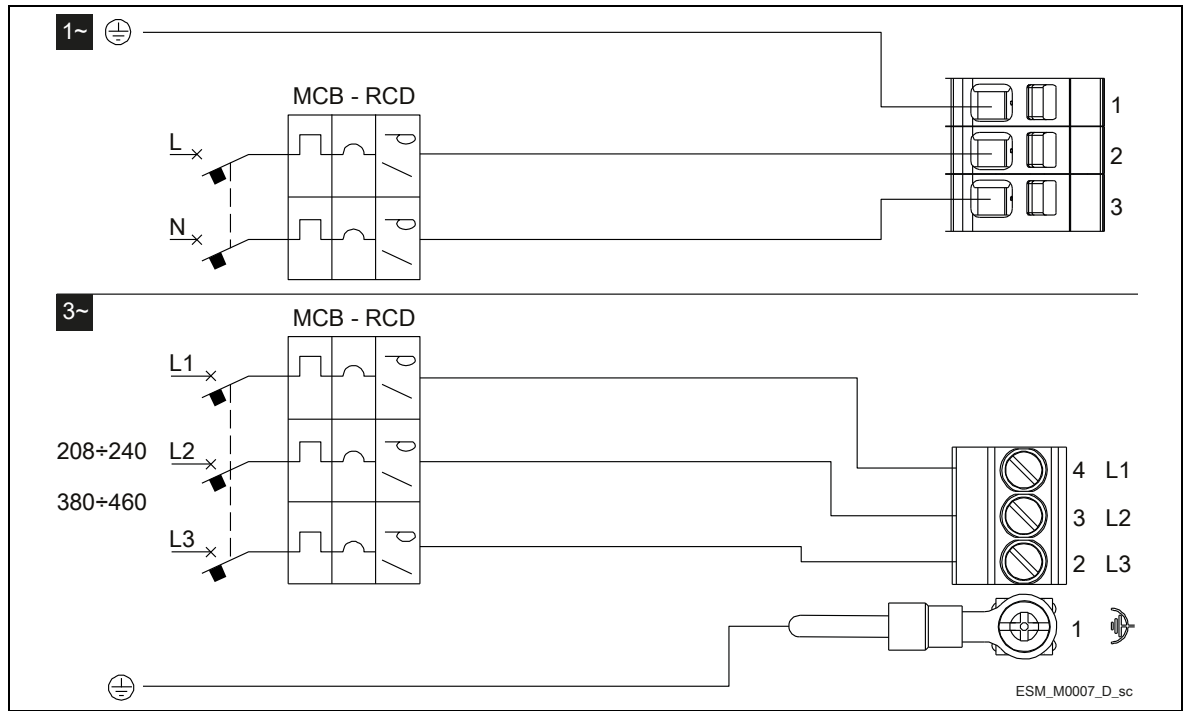 1~
MCB - RCD
L
N
1
2
3
3~
MCB - RCD
L1
208÷240 L2
380÷460
L3
4 L1
3 L2
2 L3
1
ESM_M0007_D_sc